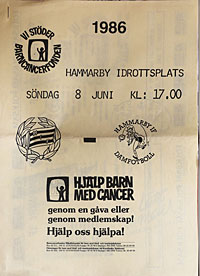 1986
VI STÖDER
BARNCANCERFONDEN
HAMMARBY IDROTTSPLATS
SÖNDAG 8 JUNI KL: 17.00
HAMMARBY IF
DAMFOTBOLL
HJÄLP BARN
MED CANCER
genom en gåva eller
genom medlemskap!
Hjälp oss hjälpa!